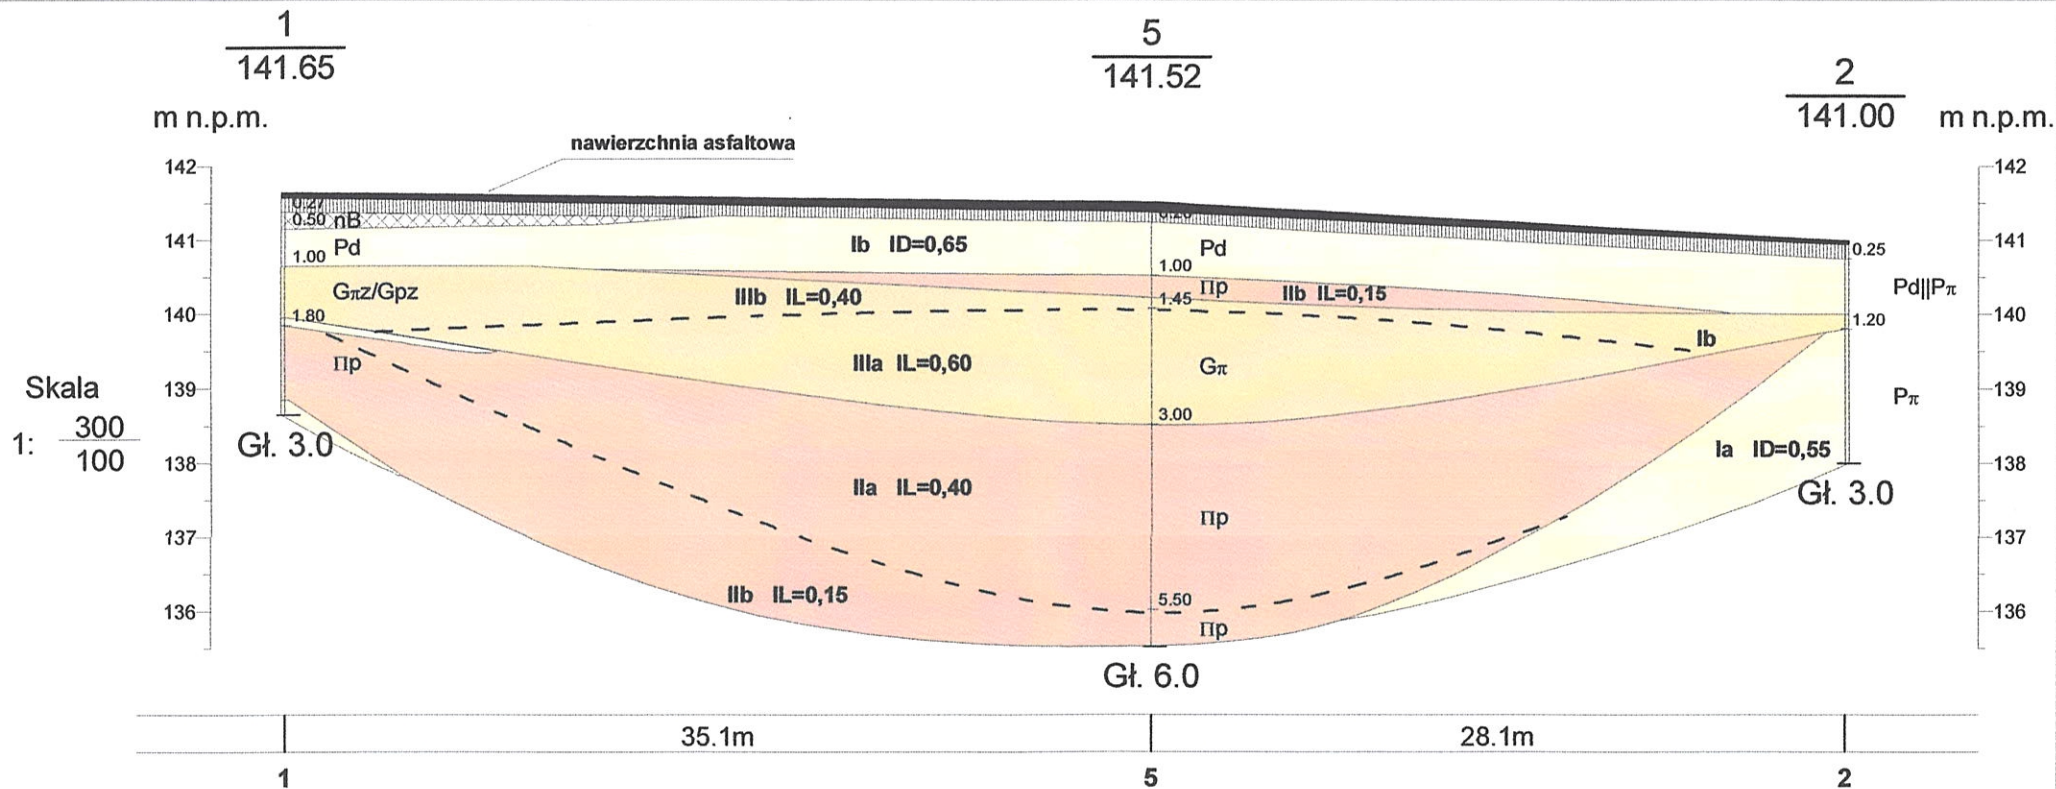 1
141.65
5
141.52
2
141.00
m n.p.m.
m n.p.m.
nawierzchnia asfaltowa
142
141
140
139
138
137
136
142
141
140
139
138
137
136
0.27
0.50 nB
Pd
1.00
Gπz/Gpz
1.80
Πp
Gł. 3.0
Skala
1: 300
100
Ib ID=0,65
IIIb IL=0,40
IIIa IL=0,60
IIa IL=0,40
IIb IL=0,15
Pd
1.00
Πp
1.45
IIb IL=0,15
Gπ
3.00
Πp
5.50
Πp
Gł. 6.0
0.25
Pd||Pπ
1.20
Ib
Pπ
Ia ID=0,55
Gł. 3.0
35.1m
28.1m
1
5
2